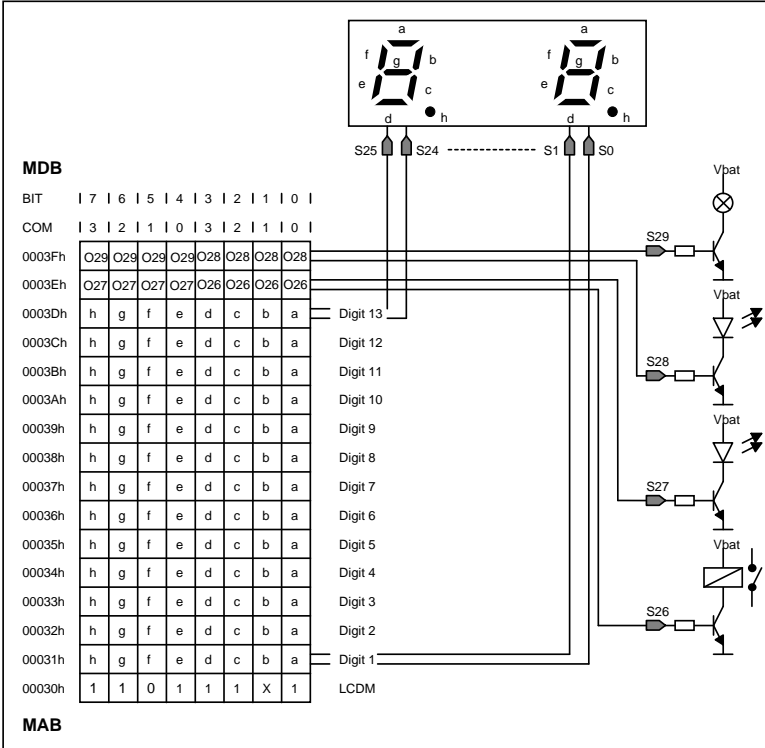 a a
f g b f g b
e c e c
d h d h
S25 S24 S1 S0
MDB Vbat
BIT 7 6 5 4 3 2 1 0
COM 3 2 1 0 3 2 1 0 S29
0003Fh O29 O29 O29 O29 O28 O28 O28 O28
0003Eh O27 O27 O27 O27 O26 O26 O26 O26 Vbat
0003Dh h g f e d c b a Digit 13
0003Ch h g f e d c b a Digit 12
0003Bh h g f e d c b a Digit 11 S28
0003Ah h g f e d c b a Digit 10
00039h h g f e d c b a Digit 9 Vbat
00038h h g f e d c b a Digit 8
00037h h g f e d c b a Digit 7 S27
00036h h g f e d c b a Digit 6
00035h h g f e d c b a Digit 5 Vbat
00034h h g f e d c b a Digit 4
00033h h g f e d c b a Digit 3
00032h h g f e d c b a Digit 2 S26
00031h h g f e d c b a Digit 1
00030h 1 1 0 1 1 1 X 1 LCDM
MAB